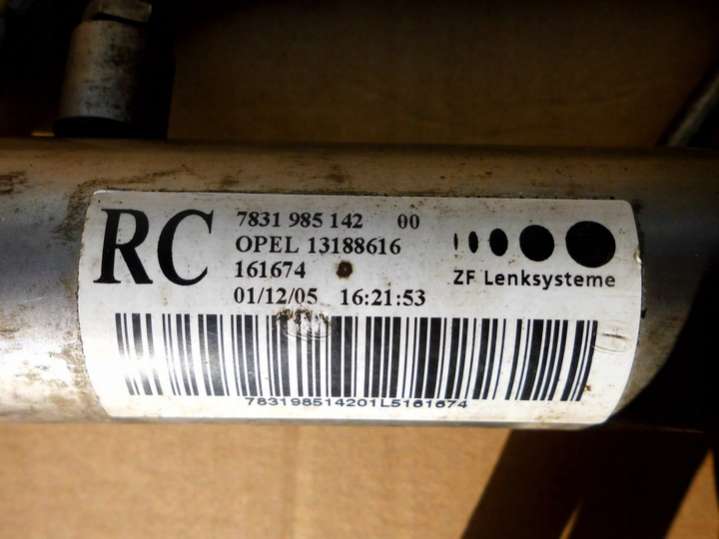 RC
7831 985 142 00
OPEL 13188616
161674
01/12/05 16:21:53
ZF Lenksysteme
783198514201L5161674